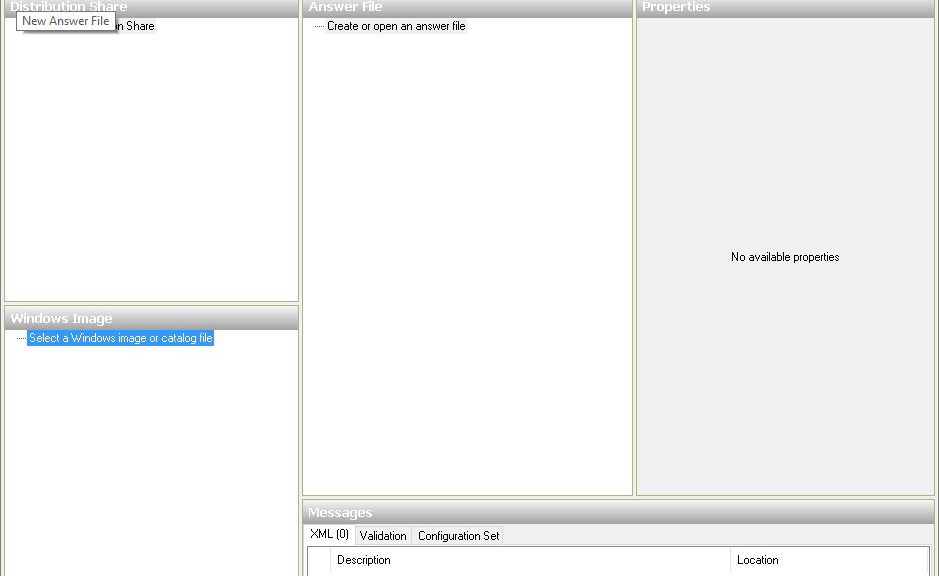 Distribution Share
New Answer File
Share
Answer File
Create or open an answer file
Properties
No available properties
Windows Image
Select a Windows image or catalog file
Messages
XML (0) Validation Configuration Set
Description Location